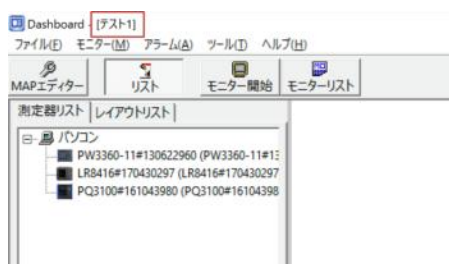 Dashboard - [テスト1]
ファイル(F) モニター(M) アラーム(A) ツール(T) ヘルプ(H)
MAPエディター リスト モニター開始 モニターリスト
測定器リスト レイアウトリスト
パソコン
PW3360-11#130622960 (PW3360-11#13
LR8416#170430297 (LR8416#170430297
PQ3100#161043980 (PQ3100#16104398